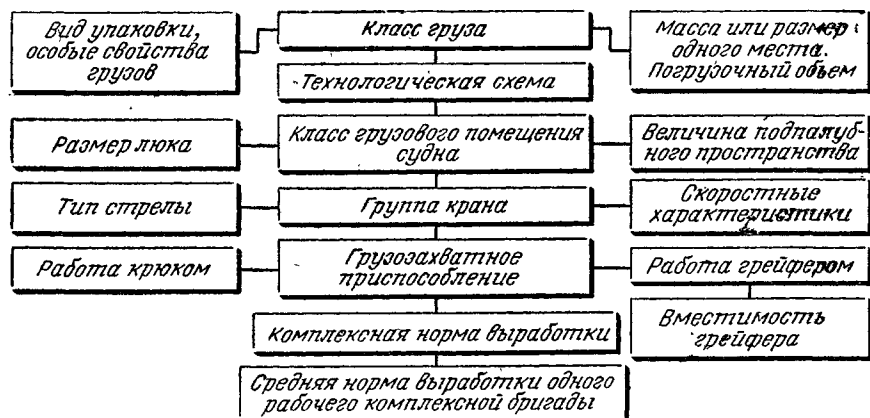 Вид упаковки,
особые свойства
грузов
Класс груза
Масса или размер
одного места.
Погрузочный объем
Технологическая схема
Размер люка
Класс грузового помещения
судна
Величина подпалуб-
ного пространства
Тип стрелы
Группа крана
Скоростные
характеристики
Работа крюком
Грузозахватное
приспособление
Работа грейфером
Вместимость
грейфера
Комплексная норма выработки
Средняя норма выработки одного
рабочего комплексной бригады